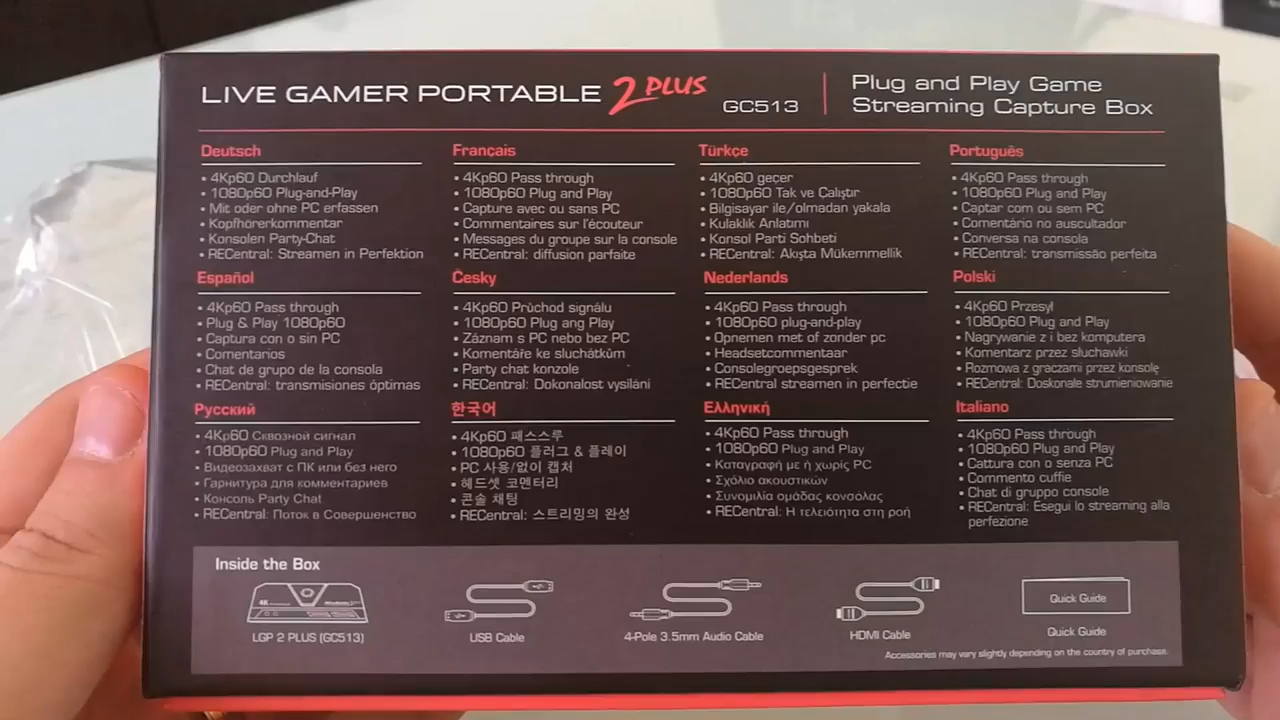 LIVE GAMER PORTABLE 2 PLUS GC513
Plug and Play Game
Streaming Capture Box
Deutsch
• 4Kp60 Durchlauf
• 1080p60 Plug-and-Play
• Mit oder ohne PC erfassen
• Kopfhörerkommentar
• Konsolen Party-Chat
• RECentral: Streamen in Perfektion
Français
• 4Kp60 Pass through
• 1080p60 Plug and Play
• Capture avec ou sans PC
• Commentaires sur l'écouteur
• Messages du groupe sur la console
• RECentral: diffusion parfaite
Türkçe
• 4Kp60 geçer
• 1080p60 Tak ve Çalıştır
• Bilgisayar ile/olmadan yakala
• Kulaklık Anlatımı
• Konsol Parti Sohbeti
• RECentral: Akışta Mükemmellik
Português
• 4Kp60 Pass through
• 1080p60 Plug and Play
• Captar com ou sem PC
• Comentário no auscultador
• Conversa na consola
• RECentral: transmissão perfeita
Español
• 4Kp60 Pass through
• Plug & Play 1080p60
• Captura con o sin PC
• Comentarios
• Chat de grupo de la consola
• RECentral: transmisiones óptimas
Česky
• 4Kp60 Průchod signálu
• 1080p60 Plug ang Play
• Záznam s PC nebo bez PC
• Komentáře ke sluchátkům
• Party chat konzole
• RECentral: Dokonalost vysílání
Nederlands
• 4Kp60 Pass through
• 1080p60 plug-and-play
• Opnemen met of zonder pc
• Headsetcommentaar
• Consolegroepsgesprek
• RECentral streamen in perfectie
Polski
• 4Kp60 Przesył
• 1080p60 Plug and Play
• Nagrywanie z i bez komputera
• Komentarz przez słuchawki
• Rozmowa z graczami przez konsolę
• RECentral: Doskonałe strumieniowanie
Русский
• 4Kp60 Сквозной сигнал
• 1080p60 Plug and Play
• Видеозахват с ПК или без него
• Гарнитура для комментариев
• Консоль Party Chat
• RECentral: Поток в Совершенство
한국어
• 4Kp60 패스스루
• 1080p60 플러그 & 플레이
• PC 사용/없이 캡처
• 헤드셋 코멘터리
• 콘솔 채팅
• RECentral: 스트리밍의 완성
Ελληνική
• 4Kp60 Pass through
• 1080p60 Plug and Play
• Καταγραφή με ή χωρίς PC
• Σχόλιο ακουστικών
• Συνομιλία ομάδας κονσόλας
• RECentral: Η τελειότητα στη ροή
Italiano
• 4Kp60 Pass through
• 1080p60 Plug and Play
• Cattura con o senza PC
• Commento cuffie
• Chat di gruppo console
• RECentral: Esegui lo streaming alla
perfezione
Inside the Box
4K
Quick Guide
LGP 2 PLUS (GC513)
USB Cable
4-Pole 3.5mm Audio Cable
HDMI Cable
Quick Guide
Accessories may vary slightly depending on the country of purchase.